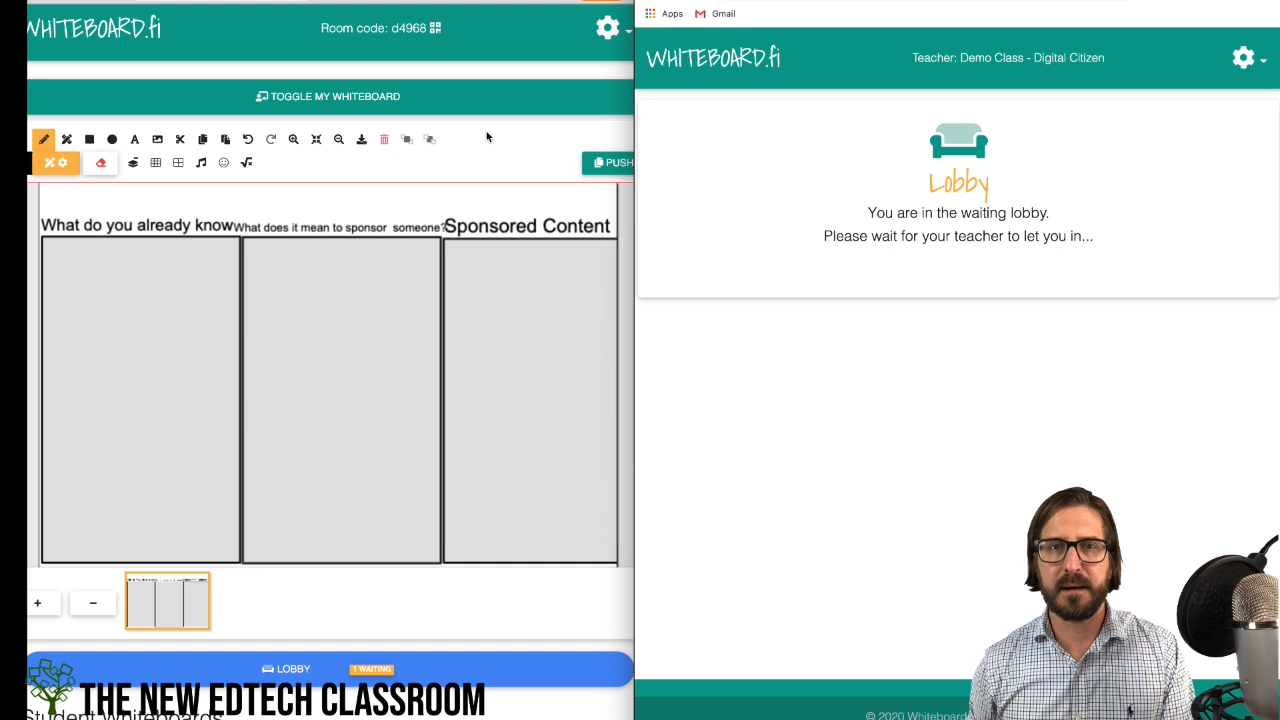 WHITEBOARD.fi
Room code: d4968
TOGGLE MY WHITEBOARD
PUSH
What do you already know
What does it mean to sponsor someone?
Sponsored Content
+
−
LOBBY
1 WAITING
THE NEW EDTECH CLASSROOM
Student Whiteboards
Apps
Gmail
WHITEBOARD.fi
Teacher: Demo Class - Digital Citizen
Lobby
You are in the waiting lobby.
Please wait for your teacher to let you in...
© 2020 Whiteboard